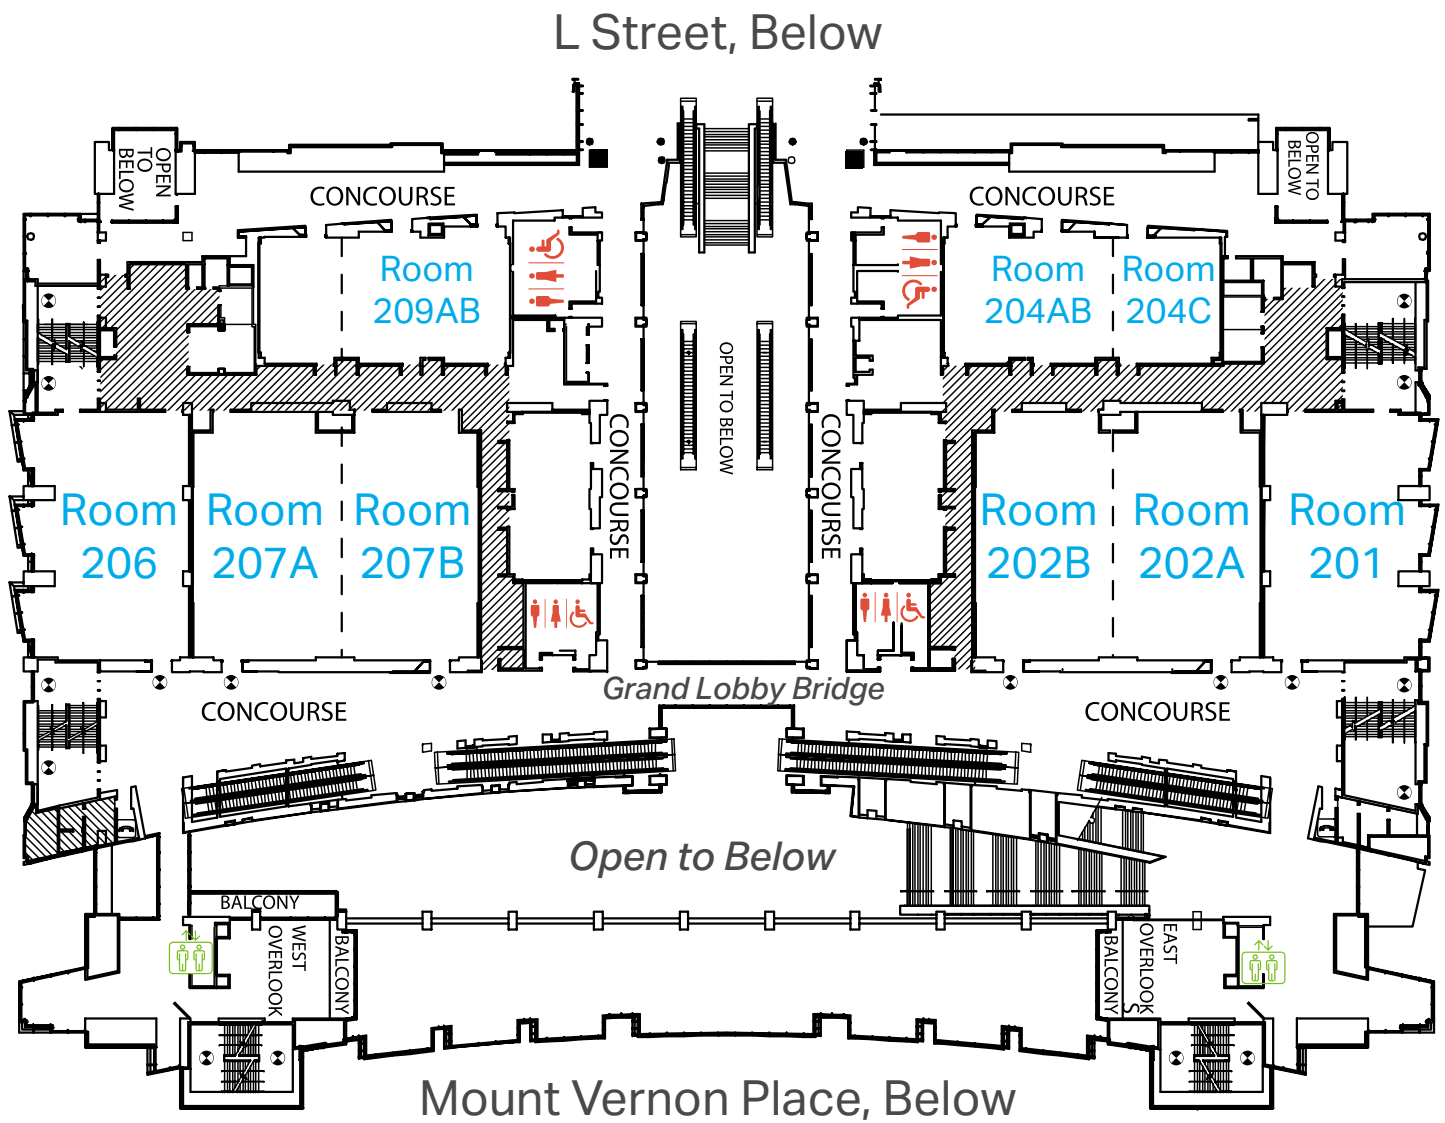 L Street, Below
OPEN
TO
BELOW
OPEN TO
BELOW
CONCOURSE
CONCOURSE
Room
209AB
Room
204AB
Room
204C
OPEN TO BELOW
CONCOURSE
CONCOURSE
Room
206
Room
207A
Room
207B
Room
202B
Room
202A
Room
201
Grand Lobby Bridge
CONCOURSE
CONCOURSE
Open to Below
BALCONY
WEST
OVERLOOK
BALCONY
BALCONY
EAST
OVERLOOK
S
Mount Vernon Place, Below